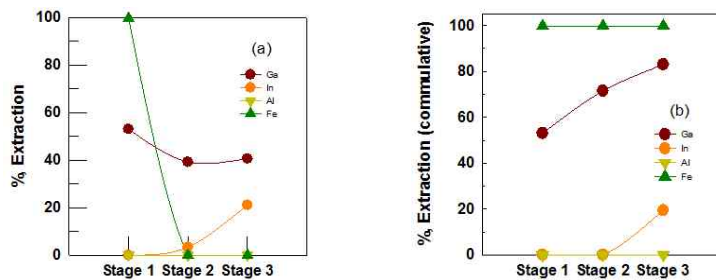 100
80
60
40
20
0
%, Extraction
(a)
Ga
In
Al
Fe
Stage 1 Stage 2 Stage 3
100
80
60
40
20
0
%, Extraction (commulative)
(b)
Ga
In
Al
Fe
Stage 1 Stage 2 Stage 3